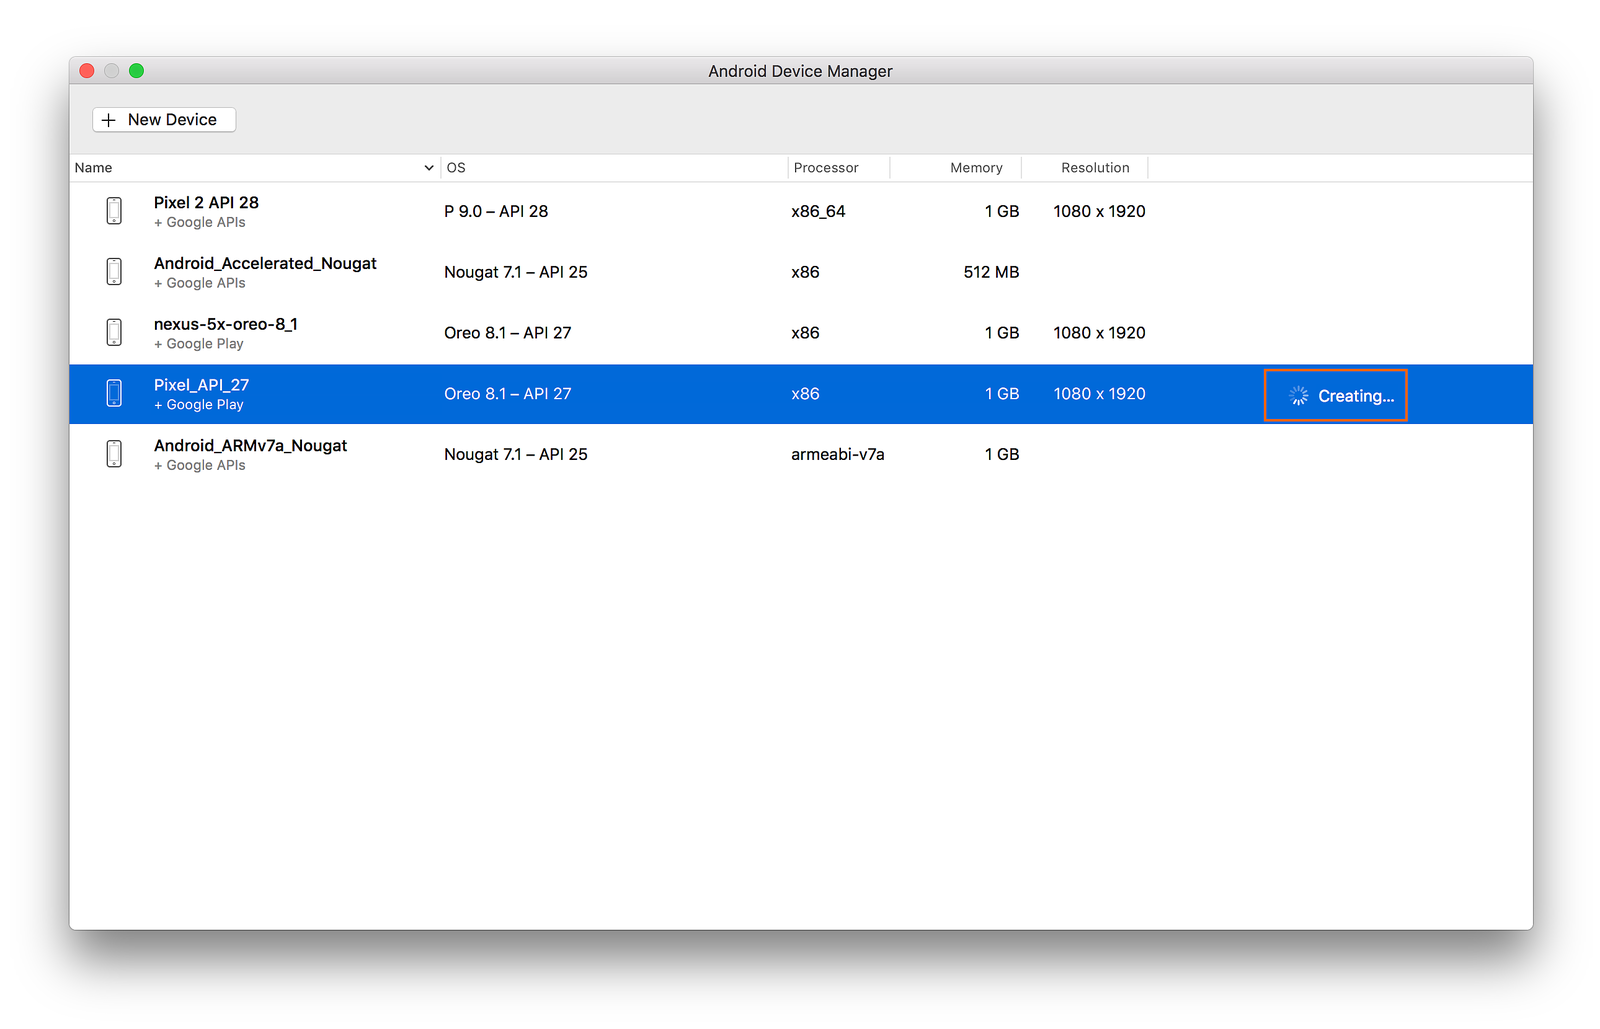 Android Device Manager
+ New Device
Name OS Processor Memory Resolution
Pixel 2 API 28
+ Google APIs
P 9.0 – API 28 x86_64 1 GB 1080 x 1920
Android_Accelerated_Nougat
+ Google APIs
Nougat 7.1 – API 25 x86 512 MB
nexus-5x-oreo-8_1
+ Google Play
Oreo 8.1 – API 27 x86 1 GB 1080 x 1920
Pixel_API_27
+ Google Play
Oreo 8.1 – API 27 x86 1 GB 1080 x 1920 Creating...
Android_ARMv7a_Nougat
+ Google APIs
Nougat 7.1 – API 25 armeabi-v7a 1 GB